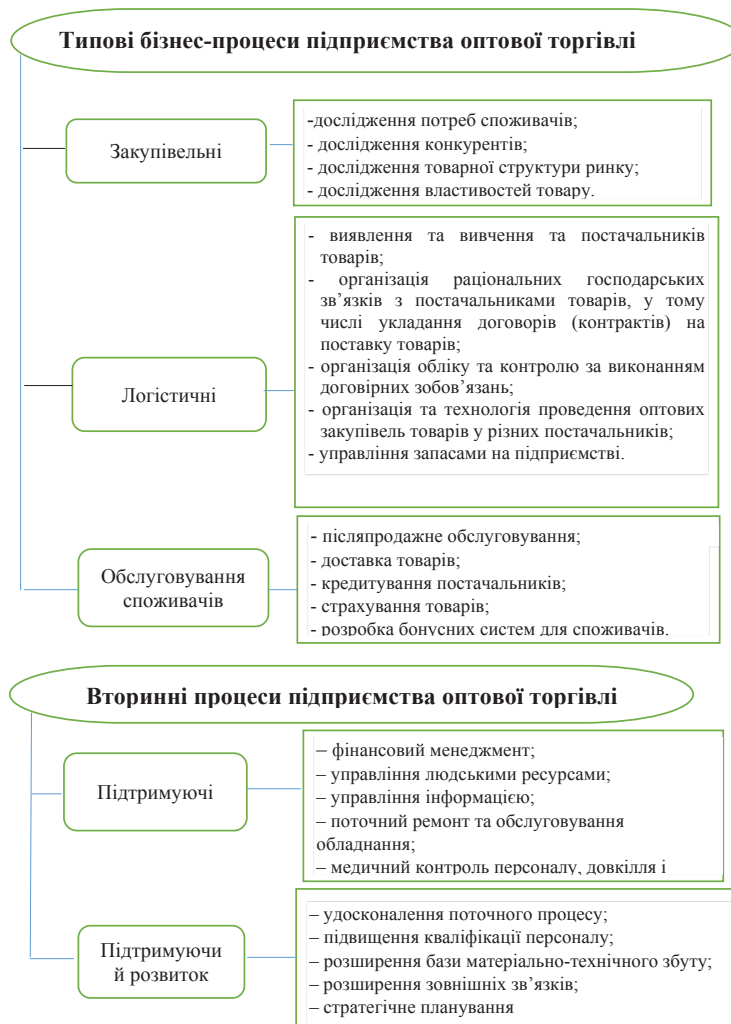 Типові бізнес-процеси підприємства оптової торгівлі
Закупівельні
-дослідження потреб споживачів;
- дослідження конкурентів;
- дослідження товарної структури ринку;
- дослідження властивостей товару.
Логістичні
- виявлення та вивчення та постачальників
товарів;
- організація раціональних господарських
зв’язків з постачальниками товарів, у тому
числі укладання договорів (контрактів) на
поставку товарів;
- організація обліку та контролю за виконанням
договірних зобов’язань;
- організація та технологія проведення оптових
закупівель товарів у різних постачальників;
- управління запасами на підприємстві.
Обслуговування
споживачів
- післяпродажне обслуговування;
- доставка товарів;
- кредитування постачальників;
- страхування товарів;
- розробка бонусних систем для споживачів.
Вторинні процеси підприємства оптової торгівлі
Підтримуючі
– фінансовий менеджмент;
– управління людськими ресурсами;
– управління інформацією;
– поточний ремонт та обслуговування
обладнання;
– медичний контроль персоналу, довкілля і
Підтримуючи
й розвиток
– удосконалення поточного процесу;
– підвищення кваліфікації персоналу;
– розширення бази матеріально-технічного збуту;
– розширення зовнішніх зв’язків;
– стратегічне планування